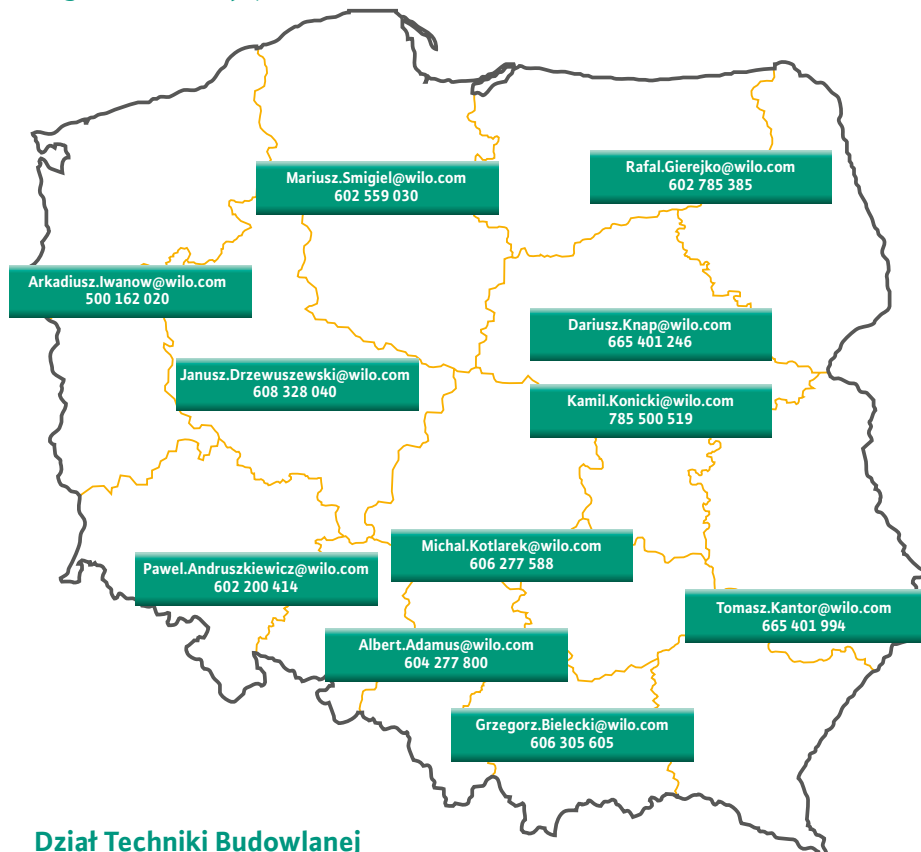 Mariusz.Smigiel@wilo.com
602 559 030
Rafal.Gierejko@wilo.com
602 785 385
Arkadiusz.Iwanow@wilo.com
500 162 020
Dariusz.Knap@wilo.com
665 401 246
Janusz.Drzewuszewski@wilo.com
608 328 040
Kamil.Konicki@wilo.com
785 500 519
Michal.Kotlarek@wilo.com
606 277 588
Pawel.Andruszkiewicz@wilo.com
602 200 414
Tomasz.Kantor@wilo.com
665 401 994
Albert.Adamus@wilo.com
604 277 800
Grzegorz.Bielecki@wilo.com
606 305 605
Dział Techniki Budowlanej